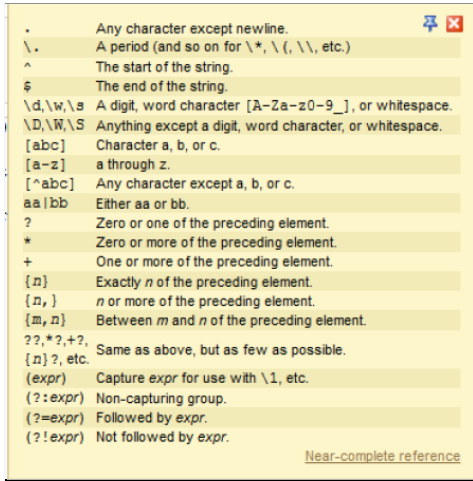 . Any character except newline.
\. A period (and so on for \*, \(, \\, etc.)
^ The start of the string.
$ The end of the string.
\d,\w,\s A digit, word character [A-Za-z0-9_], or whitespace.
\D,\W,\S Anything except a digit, word character, or whitespace.
[abc] Character a, b, or c.
[a-z] a through z.
[^abc] Any character except a, b, or c.
aa|bb Either aa or bb.
? Zero or one of the preceding element.
* Zero or more of the preceding element.
+ One or more of the preceding element.
{n} Exactly n of the preceding element.
{n,} n or more of the preceding element.
{m,n} Between m and n of the preceding element.
??,*?,+?,
{n}?, etc. Same as above, but as few as possible.
(expr) Capture expr for use with \1, etc.
(?:expr) Non-capturing group.
(?=expr) Followed by expr.
(?!expr) Not followed by expr.
Near-complete reference